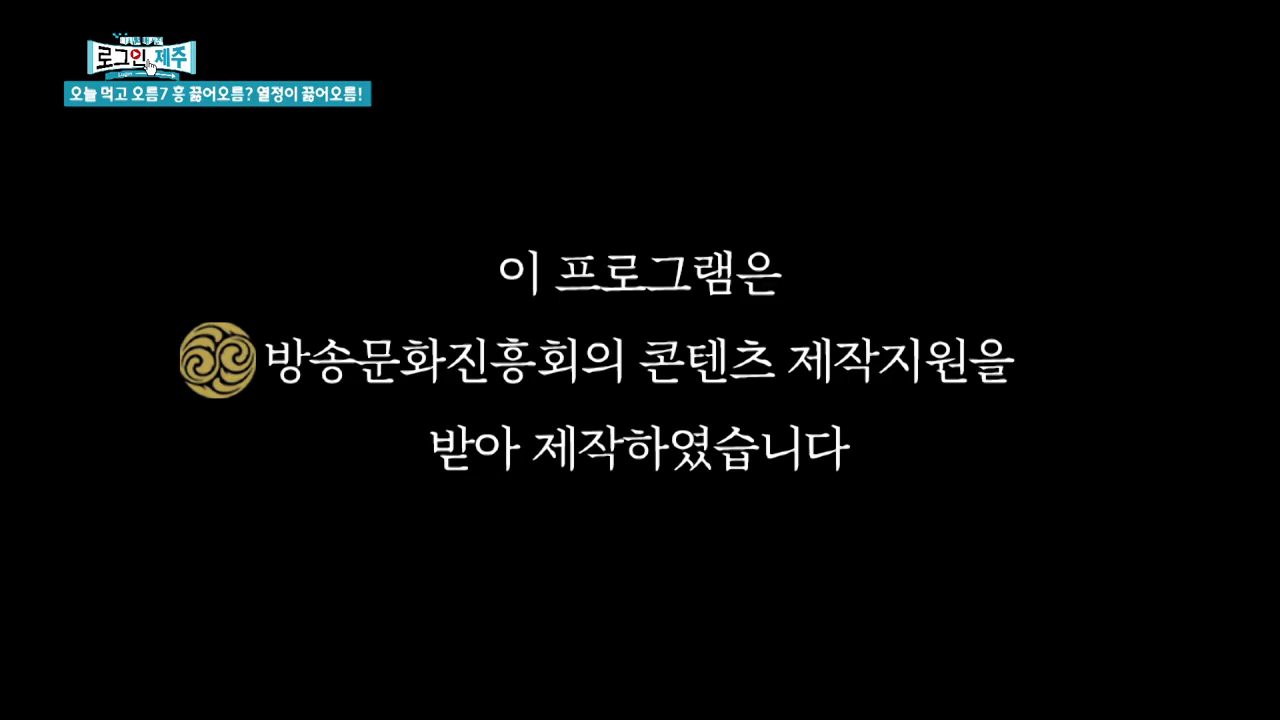 로그인 제주
Login
오늘 먹고 오름7 흥 끓어오름? 열정이 끓어오름!
이 프로그램은
방송문화진흥회의 콘텐츠 제작지원을
받아 제작하였습니다